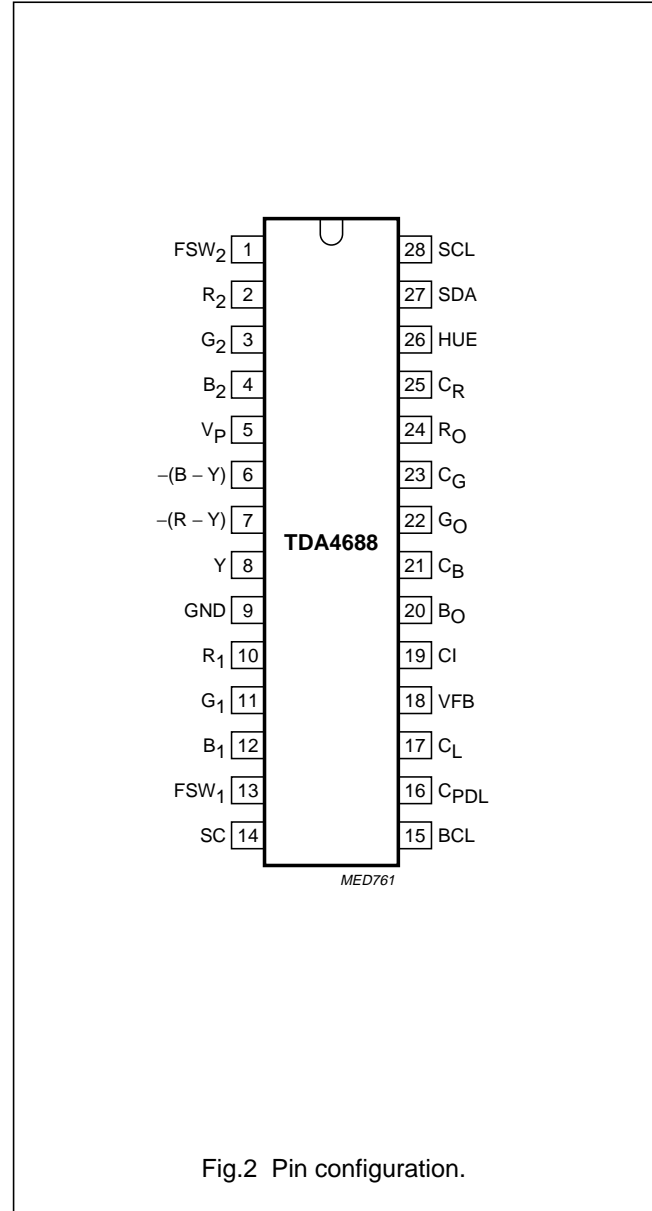 FSW2 1 28 SCL
R2 2 27 SDA
G2 3 26 HUE
B2 4 25 CR
VP 5 24 RO
−(B − Y) 6 23 CG
−(R − Y) 7 22 GO
TDA4688
Y 8 21 CB
GND 9 20 BO
R1 10 19 CI
G1 11 18 VFB
B1 12 17 CL
FSW1 13 16 CPDL
SC 14 15 BCL
MED761
Fig.2 Pin configuration.